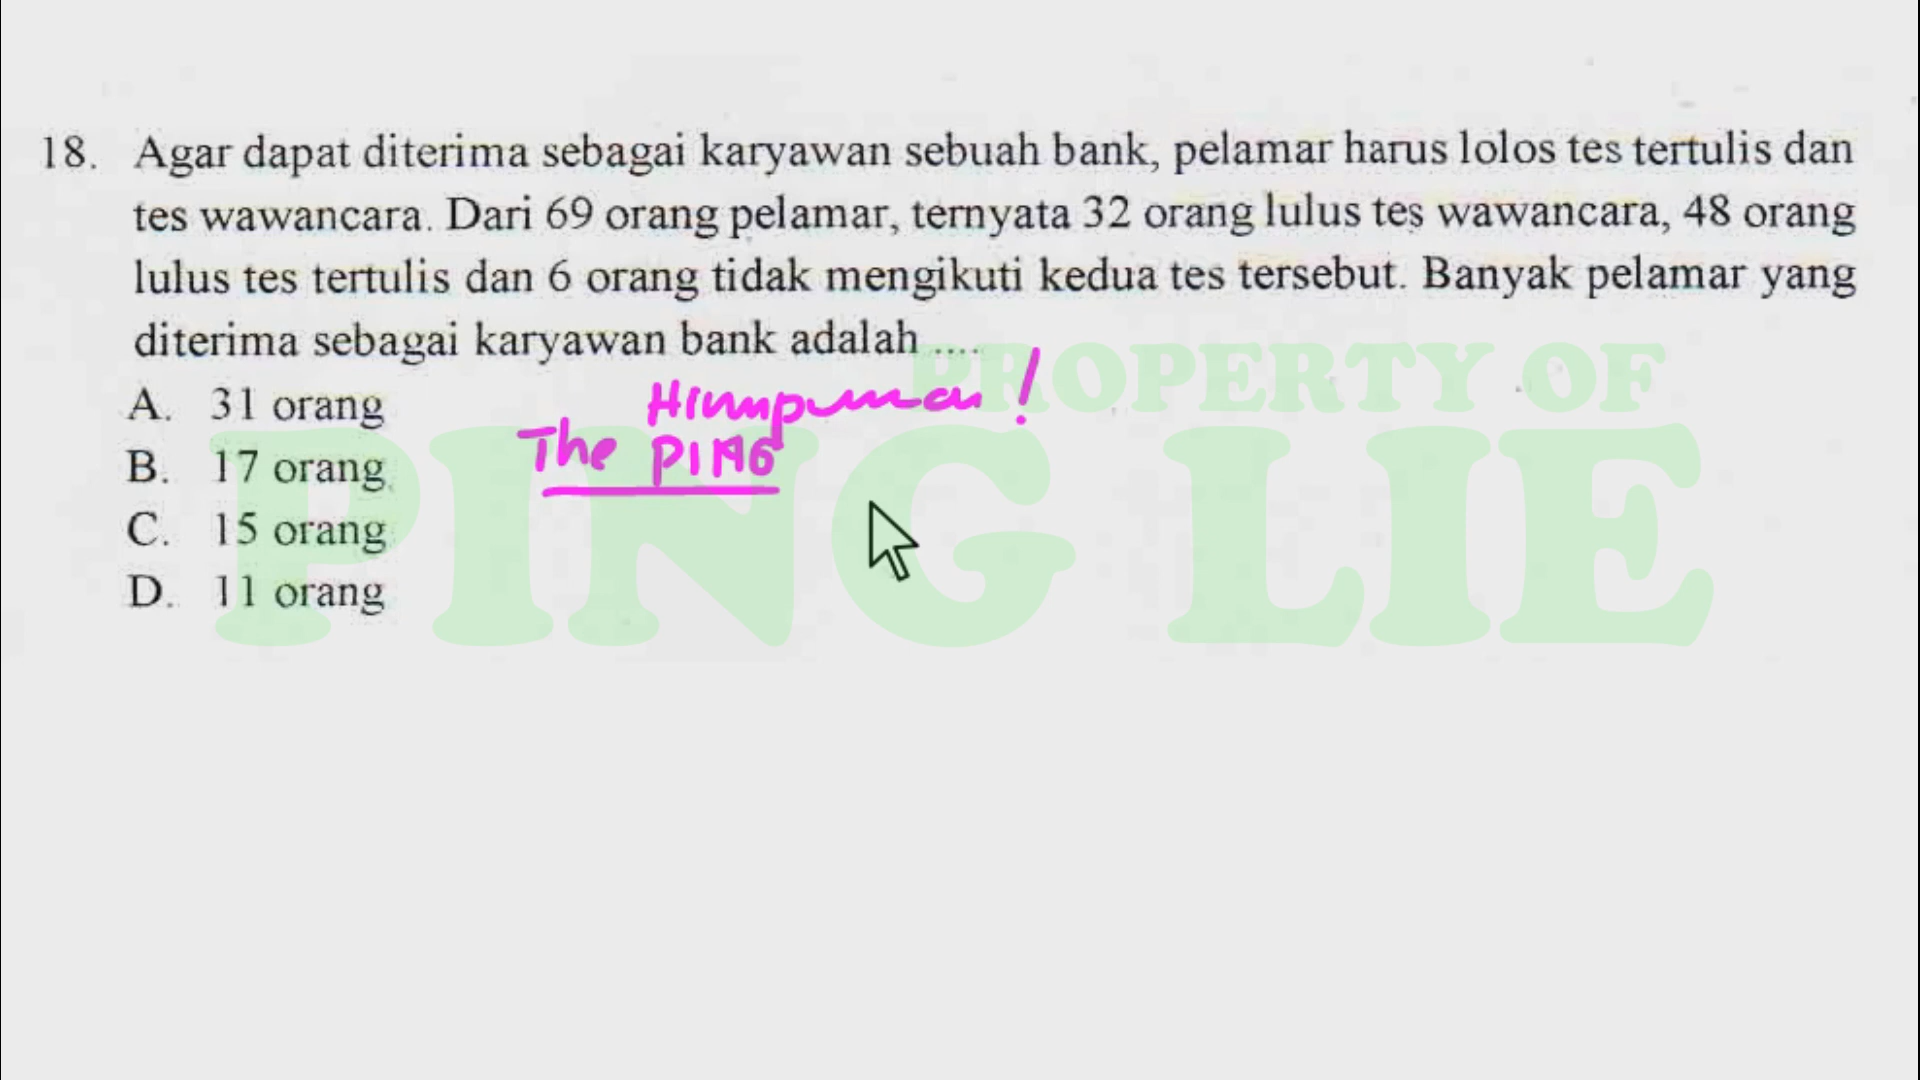 18. Agar dapat diterima sebagai karyawan sebuah bank, pelamar harus lolos tes tertulis dan
tes wawancara. Dari 69 orang pelamar, ternyata 32 orang lulus tes wawancara, 48 orang
lulus tes tertulis dan 6 orang tidak mengikuti kedua tes tersebut. Banyak pelamar yang
diterima sebagai karyawan bank adalah ....
A. 31 orang
B. 17 orang
C. 15 orang
D. 11 orang
Himpunan !
The PING
PROPERTY OF
PING LIE